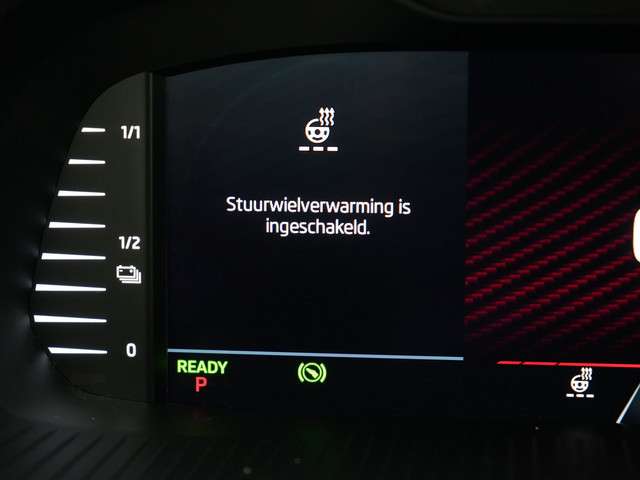 1/1
Stuurwielverwarming is
ingeschakeld.
1/2
0
READY
P